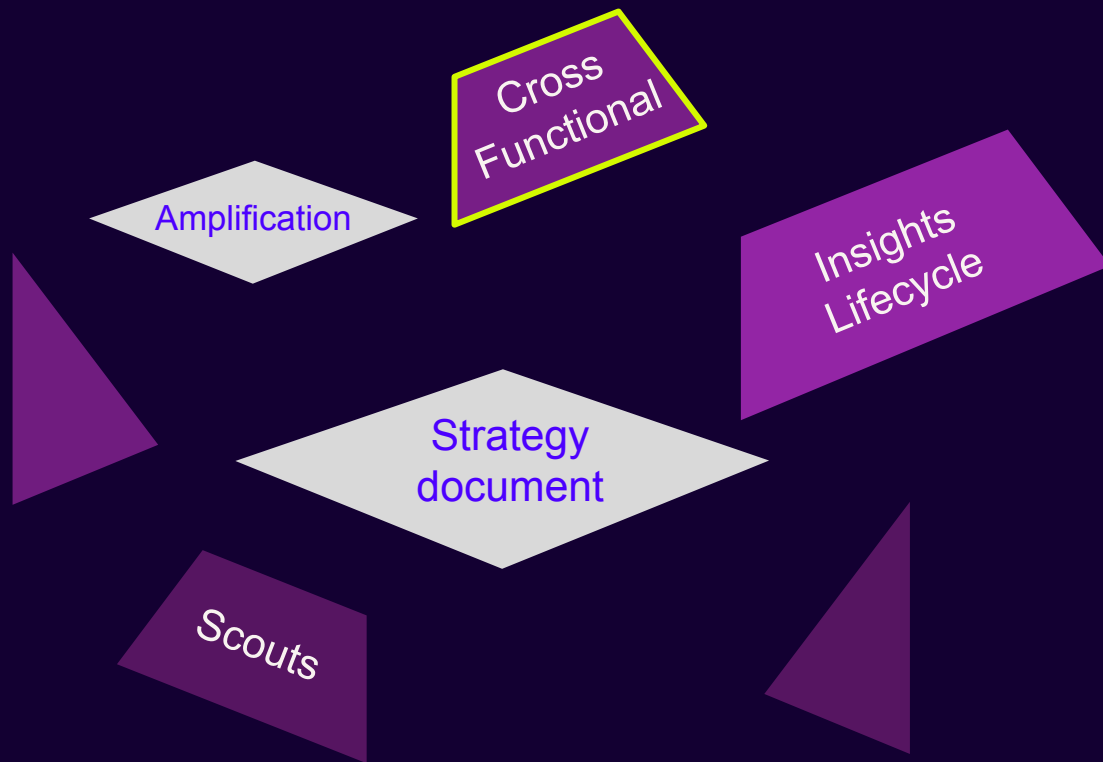 Cross
Functional
Amplification
Insights
Lifecycle
Strategy
document
Scouts